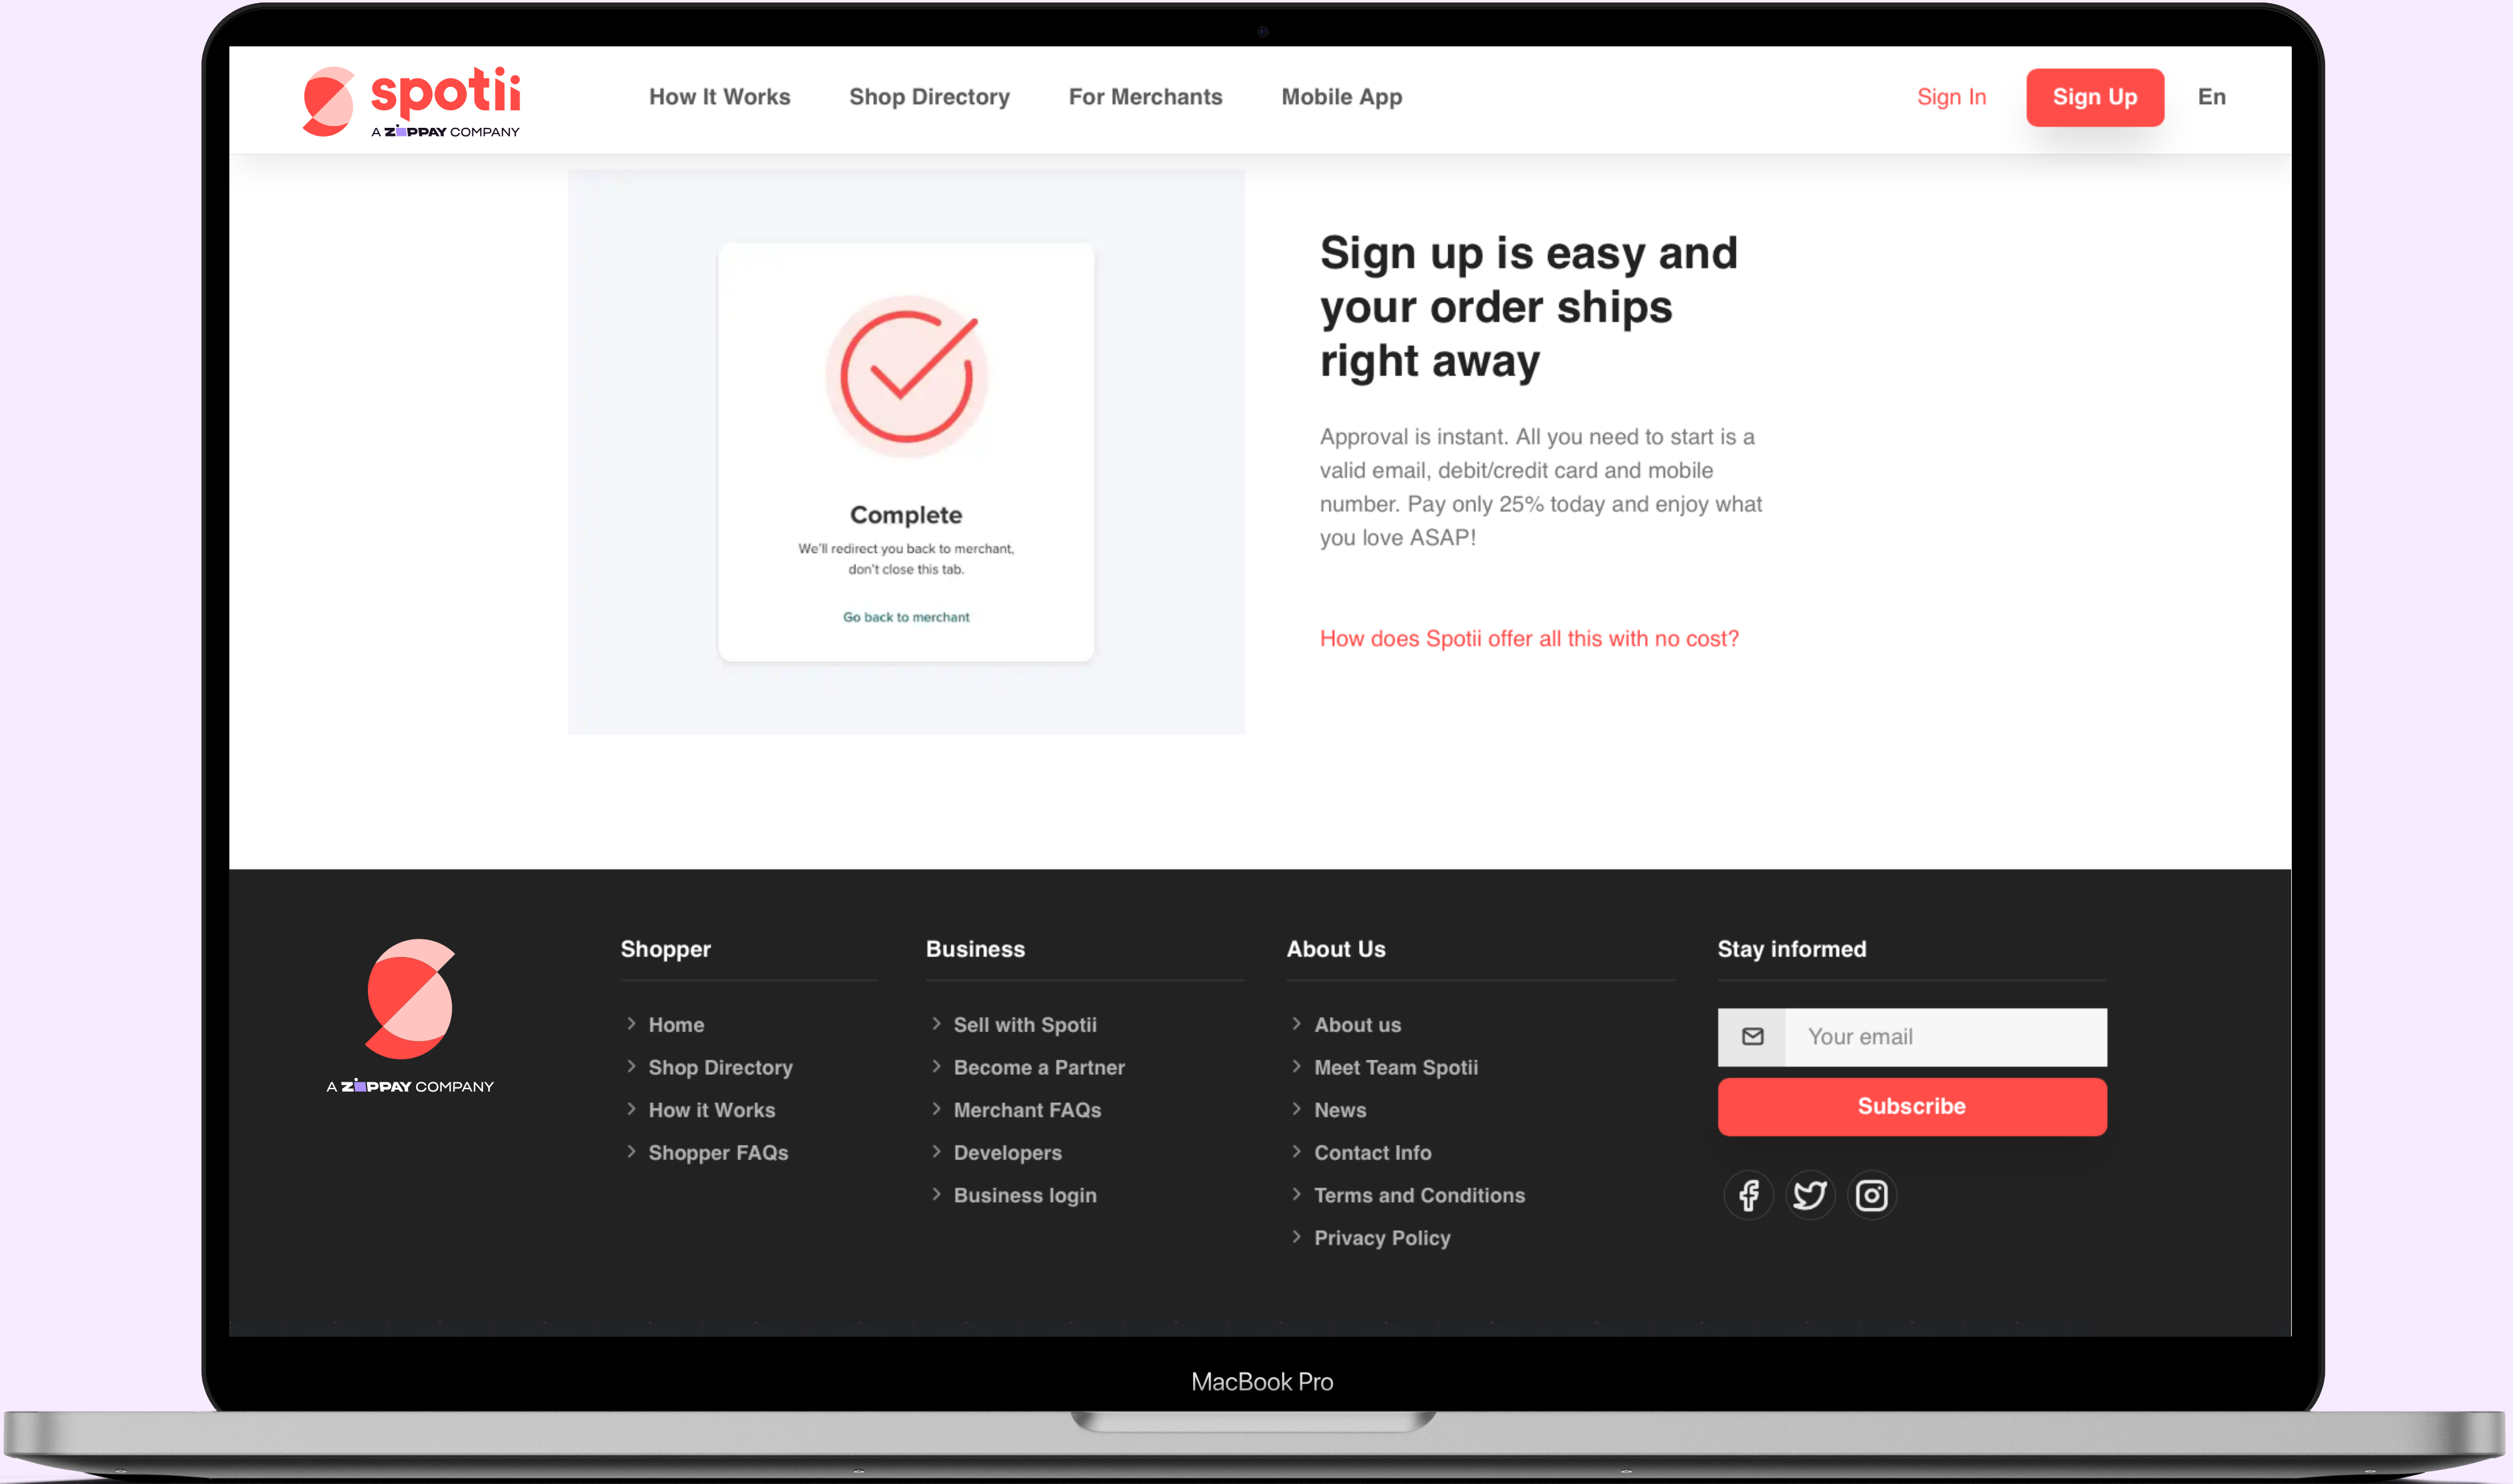 spotii
A ZIPPAY COMPANY
How It Works
Shop Directory
For Merchants
Mobile App
Sign In
Sign Up
En
Complete
We'll redirect you back to merchant,
don't close this tab.
Go back to merchant
Sign up is easy and
your order ships
right away
Approval is instant. All you need to start is a
valid email, debit/credit card and mobile
number. Pay only 25% today and enjoy what
you love ASAP!
How does Spotii offer all this with no cost?
A ZIPPAY COMPANY
Shopper
Home
Shop Directory
How it Works
Shopper FAQs
Business
Sell with Spotii
Become a Partner
Merchant FAQs
Developers
Business login
About Us
About us
Meet Team Spotii
News
Contact Info
Terms and Conditions
Privacy Policy
Stay informed
Your email
Subscribe
MacBook Pro